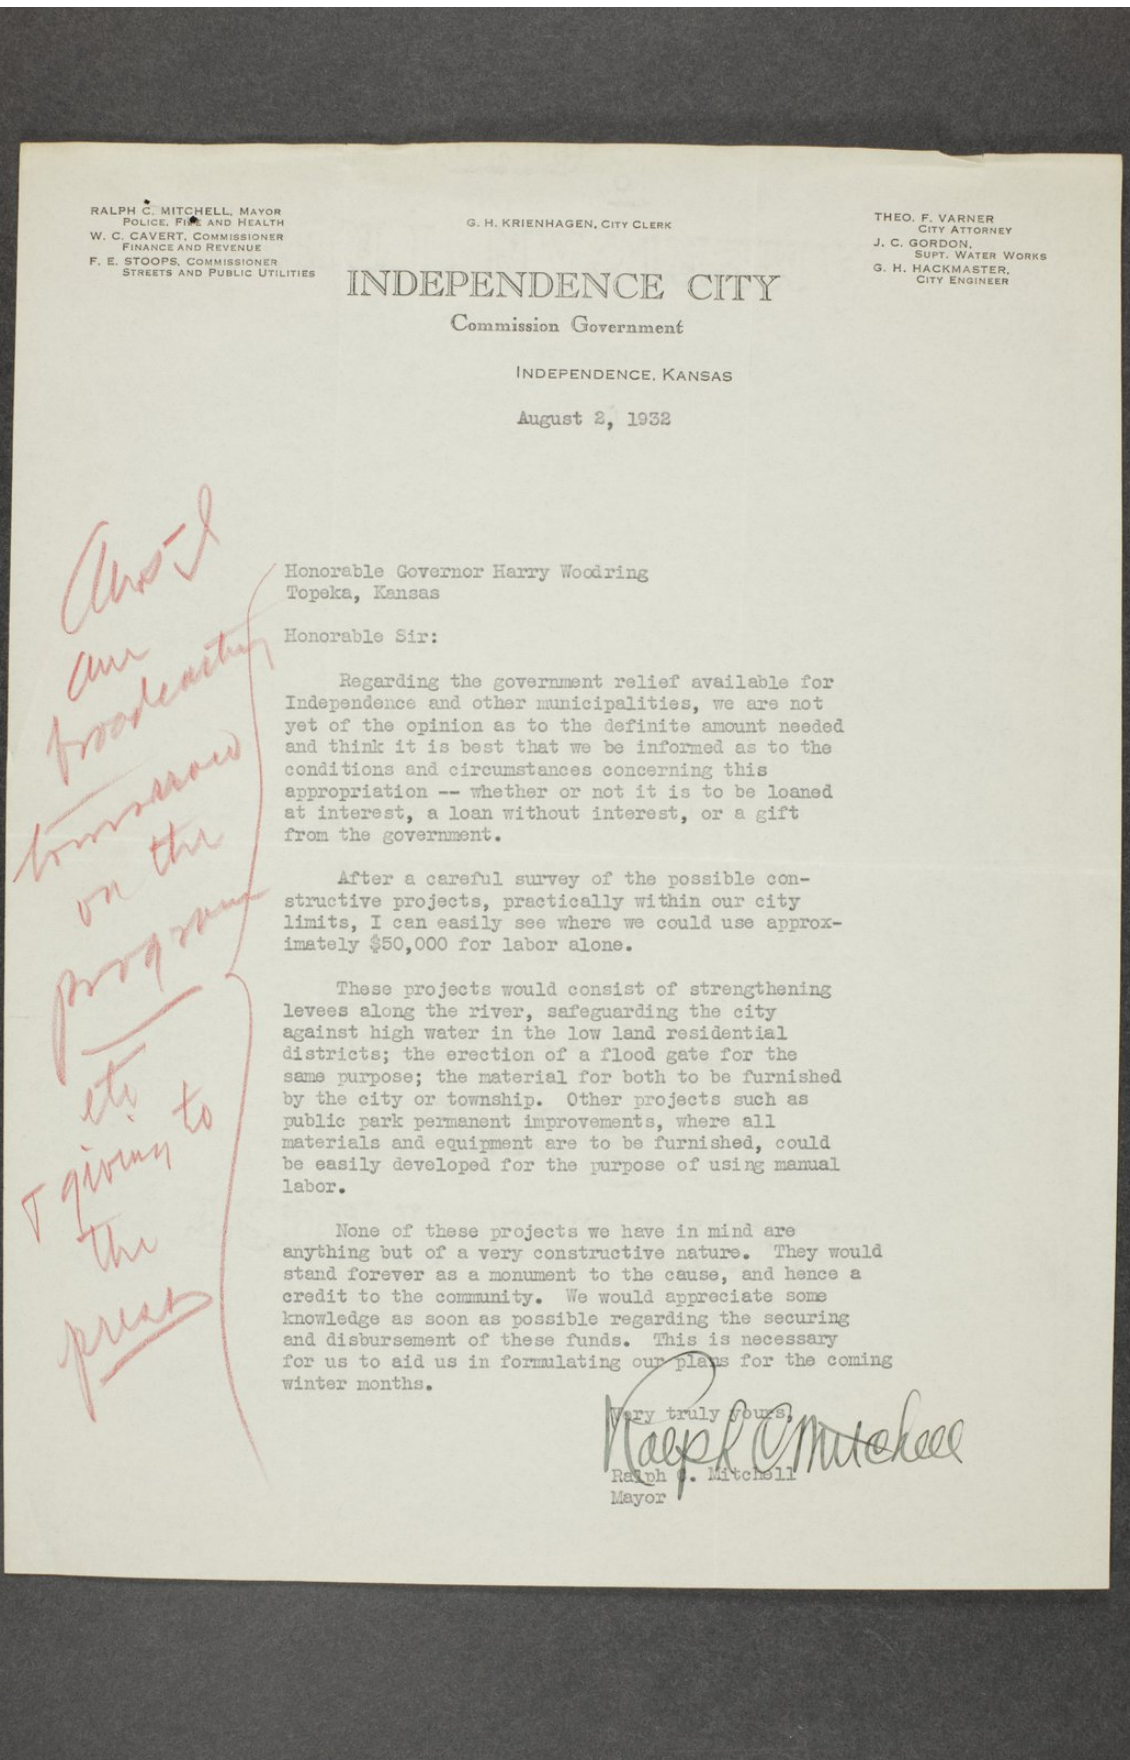 RALPH C. MITCHELL, MAYOR
POLICE, FIRE AND HEALTH
W. C. CAVERT, COMMISSIONER
FINANCE AND REVENUE
F. E. STOOPS, COMMISSIONER
STREETS AND PUBLIC UTILITIES
G. H. KRIENHAGEN, CITY CLERK
THEO. F. VARNER
CITY ATTORNEY
J. C. GORDON,
SUPT. WATER WORKS
G. H. HACKMASTER,
CITY ENGINEER
INDEPENDENCE CITY
Commission Government
INDEPENDENCE, KANSAS
August 2, 1932
Honorable Governor Harry Woodring
Topeka, Kansas
Honorable Sir:
Regarding the government relief available for
Independence and other municipalities, we are not
yet of the opinion as to the definite amount needed
and think it is best that we be informed as to the
conditions and circumstances concerning this
appropriation -- whether or not it is to be loaned
at interest, a loan without interest, or a gift
from the government.
After a careful survey of the possible con-
structive projects, practically within our city
limits, I can easily see where we could use approx-
imately $50,000 for labor alone.
These projects would consist of strengthening
levees along the river, safeguarding the city
against high water in the low land residential
districts; the erection of a flood gate for the
same purpose; the material for both to be furnished
by the city or township. Other projects such as
public park permanent improvements, where all
materials and equipment are to be furnished, could
be easily developed for the purpose of using manual
labor.
None of these projects we have in mind are
anything but of a very constructive nature. They would
stand forever as a monument to the cause, and hence a
credit to the community. We would appreciate some
knowledge as soon as possible regarding the securing
and disbursement of these funds. This is necessary
for us to aid us in formulating our plans for the coming
winter months.
Very truly yours,
Ralph C Mitchell
Ralph C. Mitchell
Mayor
am
broadcasting
tomorrow
on the
program
etc
giving to
the
press